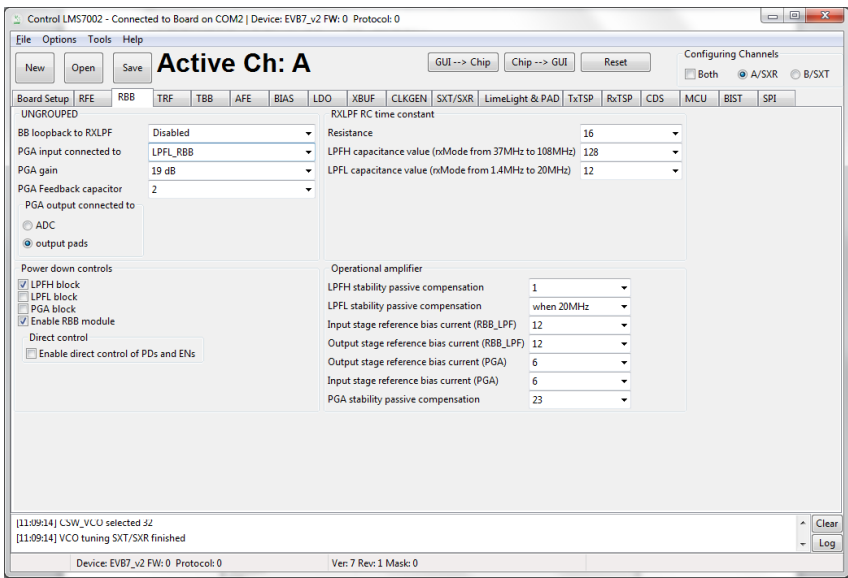 Control LMS7002 - Connected to Board on COM2 | Device: EVB7_v2 FW: 0 Protocol: 0
File Options Tools Help
New Open Save Active Ch: A GUI --> Chip Chip --> GUI Reset Configuring Channels
Both A/SXR B/SXT
Board Setup RFE RBB TRF TBB AFE BIAS LDO XBUF CLKGEN SXT/SXR LimeLight & PAD TxTSP RxTSP CDS MCU BIST SPI
UNGROUPED RXLPF RC time constant
BB loopback to RXLPF Disabled Resistance 16
PGA input connected to LPFL_RBB LPFH capacitance value (rxMode from 37MHz to 108MHz) 128
PGA gain 19 dB LPFL capacitance value (rxMode from 1.4MHz to 20MHz) 12
PGA Feedback capacitor 2
PGA output connected to
ADC
output pads
Power down controls Operational amplifier
LPFH block LPFH stability passive compensation 1
LPFL block LPFL stability passive compensation when 20MHz
PGA block Input stage reference bias current (RBB_LPF) 12
Enable RBB module Output stage reference bias current (RBB_LPF) 12
Direct control Output stage reference bias current (PGA) 6
Enable direct control of PDs and ENs Input stage reference bias current (PGA) 6
PGA stability passive compensation 23
[11:09:14] CSW_VCO selected 32 Clear
[11:09:14] VCO tuning SXT/SXR finished Log
Device: EVB7_v2 FW: 0 Protocol: 0 Ver: 7 Rev: 1 Mask: 0